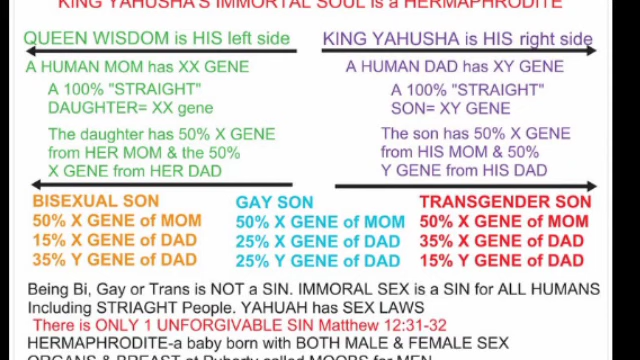 KING YAHUSHA'S IMMORTAL SOUL is a HERMAPHRODITE
QUEEN WISDOM is HIS left side
KING YAHUSHA is HIS right side
A HUMAN MOM has XX GENE
A HUMAN DAD has XY GENE
A 100% "STRAIGHT"
DAUGHTER= XX gene
A 100% "STRAIGHT"
SON= XY GENE
The daughter has 50% X GENE
from HER MOM & the 50%
X GENE from HER DAD
The son has 50% X GENE
from HIS MOM & 50%
Y GENE from HIS DAD
BISEXUAL SON
50% X GENE of MOM
15% X GENE of DAD
35% Y GENE of DAD
GAY SON
50% X GENE of MOM
25% X GENE of DAD
25% Y GENE of DAD
TRANSGENDER SON
50% X GENE of MOM
35% X GENE of DAD
15% Y GENE of DAD
Being Bi, Gay or Trans is NOT a SIN. IMMORAL SEX is a SIN for ALL HUMANS
Including STRIAGHT People. YAHUAH has SEX LAWS
There is ONLY 1 UNFORGIVABLE SIN Matthew 12:31-32
HERMAPHRODITE-a baby born with BOTH MALE & FEMALE SEX
ORGANS & BREAST at Puberty called MOOBS for MEN